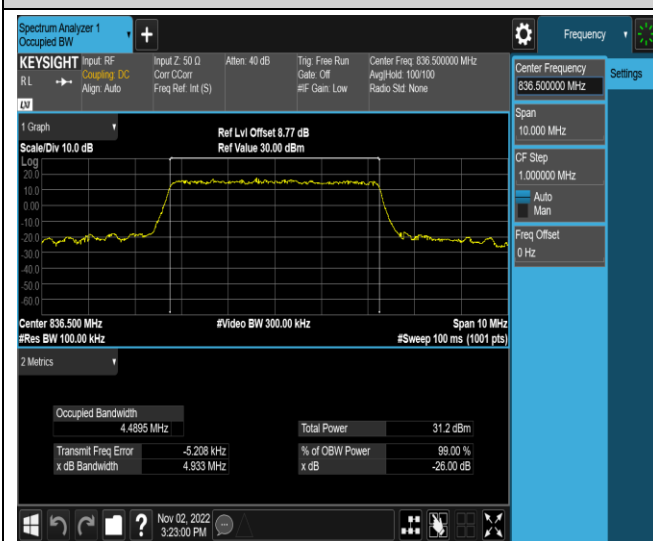 Spectrum Analyzer 1
Occupied BW
+
Frequency
KEYSIGHT
RL
Input: RF
Coupling: DC
Align: Auto
Input Z: 50 Ω
Corr CCorr
Freq Ref: Int (S)
Atten: 40 dB
Trig: Free Run
Gate: Off
#IF Gain: Low
Center Freq: 836.500000 MHz
Avg|Hold: 100/100
Radio Std: None
LXI
Center Frequency
836.500000 MHz
Settings
Span
10.000 MHz
CF Step
1.000000 MHz
Auto
Man
Freq Offset
0 Hz
1 Graph
Scale/Div 10.0 dB
Ref Lvl Offset 8.77 dB
Ref Value 30.00 dBm
Log
20.0
10.0
0.00
-10.0
-20.0
-30.0
-40.0
-50.0
-60.0
Center 836.500 MHz
#Video BW 300.00 kHz
Span 10 MHz
#Res BW 100.00 kHz
#Sweep 100 ms (1001 pts)
2 Metrics
Occupied Bandwidth
4.4895 MHz
Total Power 31.2 dBm
Transmit Freq Error -5.208 kHz
% of OBW Power 99.00 %
x dB Bandwidth 4.933 MHz
x dB -26.00 dB
?
Nov 02, 2022
3:23:00 PM